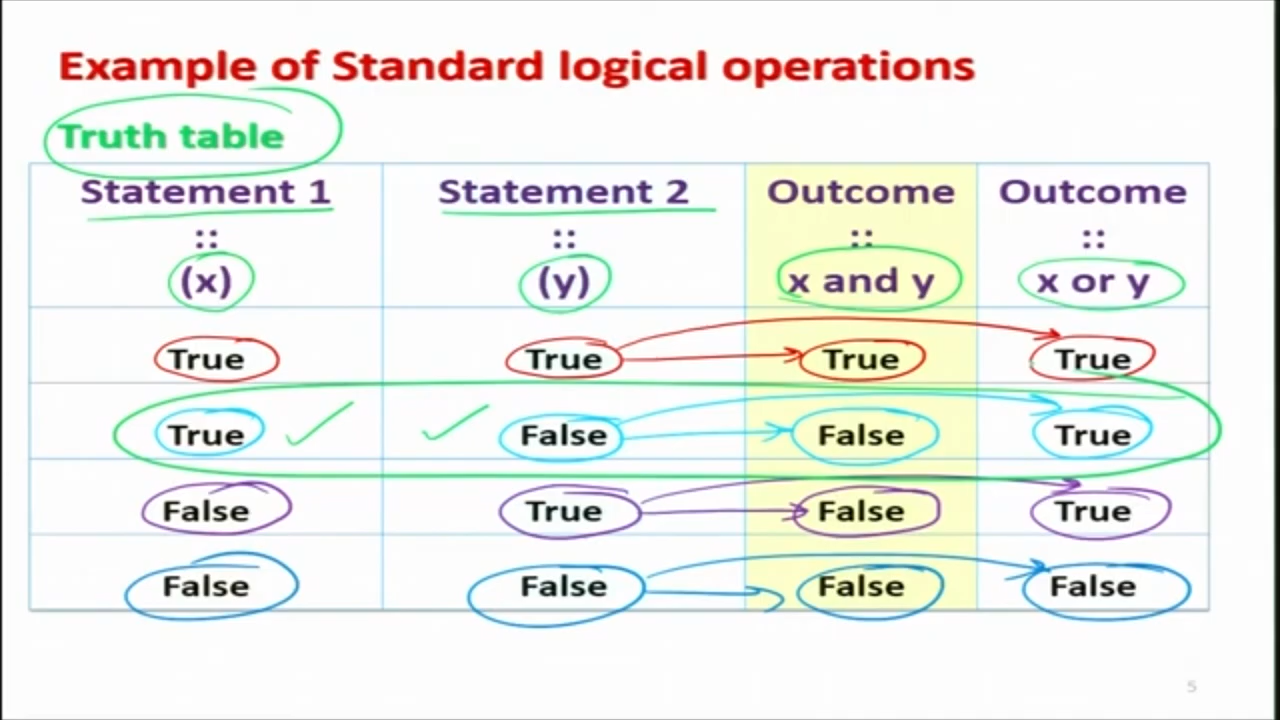 Example of Standard logical operations
Truth table
Statement 1 Statement 2 Outcome Outcome
:: :: :: ::
(x) (y) x and y x or y
True True True True
True False False True
False True False True
False False False False
5